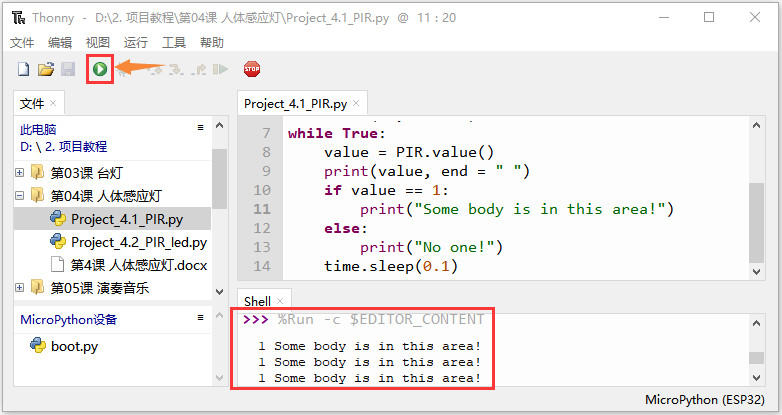 Thonny - D:\2. 项目教程\第04课 人体感应灯\Project_4.1_PIR.py @ 11 : 20
文件 编辑 视图 运行 工具 帮助
STOP
文件 ×
此电脑
D: \ 2. 项目教程
第03课 台灯
第04课 人体感应灯
Project_4.1_PIR.py
Project_4.2_PIR_led.py
第4课 人体感应灯.docx
第05课 演奏音乐
MicroPython设备
boot.py
Project_4.1_PIR.py ×
7 while True:
8 value = PIR.value()
9 print(value, end = " ")
10 if value == 1:
11 print("Some body is in this area!")
12 else:
13 print("No one!")
14 time.sleep(0.1)
Shell ×
>>> %Run -c $EDITOR_CONTENT
1 Some body is in this area!
1 Some body is in this area!
1 Some body is in this area!
MicroPython (ESP32)